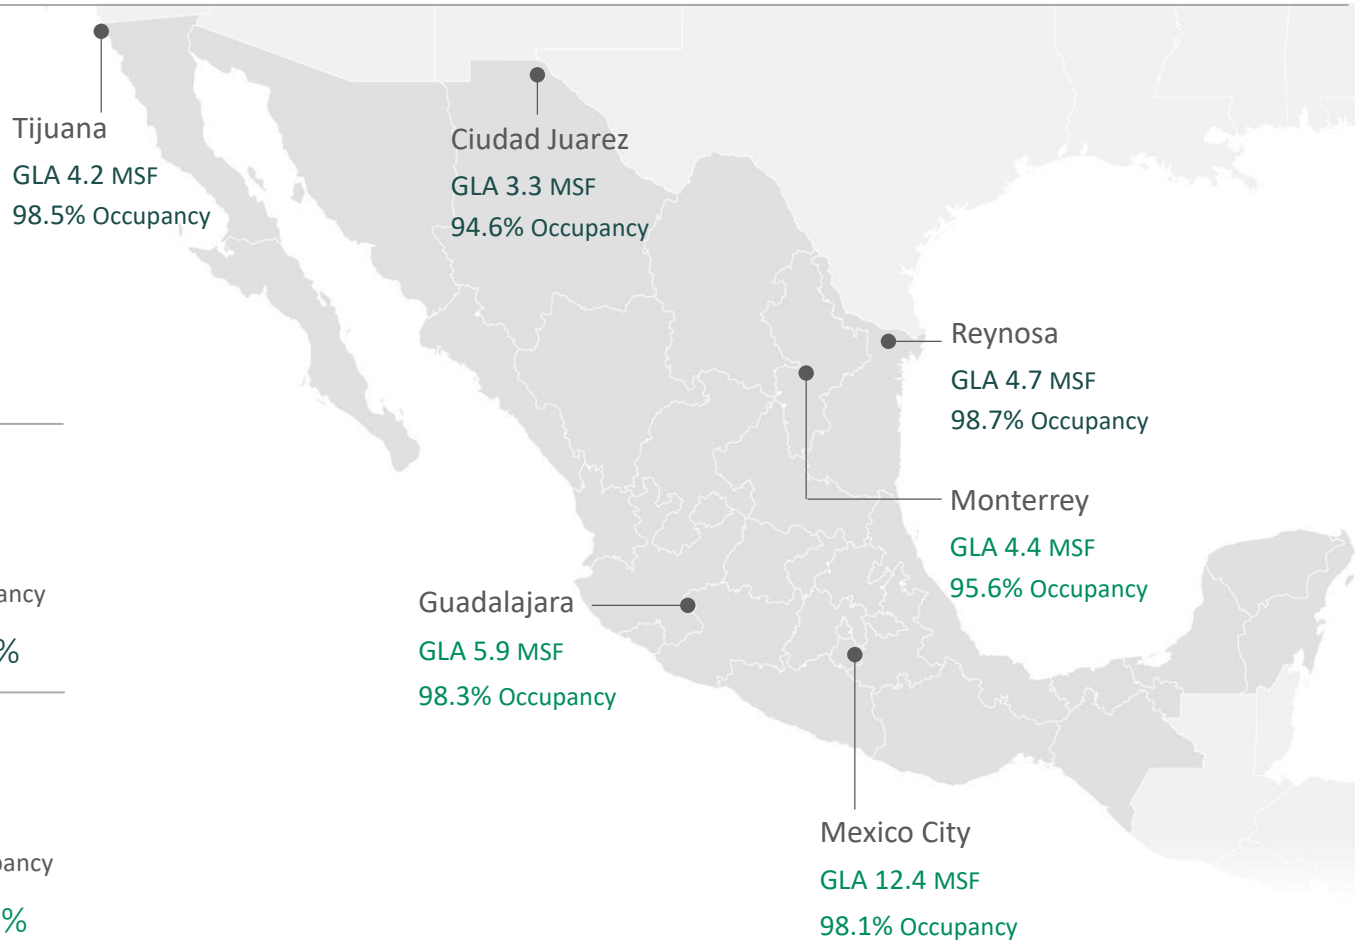 Tijuana
GLA 4.2 MSF
98.5% Occupancy
Ciudad Juarez
GLA 3.3 MSF
94.6% Occupancy
Reynosa
GLA 4.7 MSF
98.7% Occupancy
Monterrey
GLA 4.4 MSF
95.6% Occupancy
Guadalajara
GLA 5.9 MSF
98.3% Occupancy
Mexico City
GLA 12.4 MSF
98.1% Occupancy
ancy
%
pancy
%